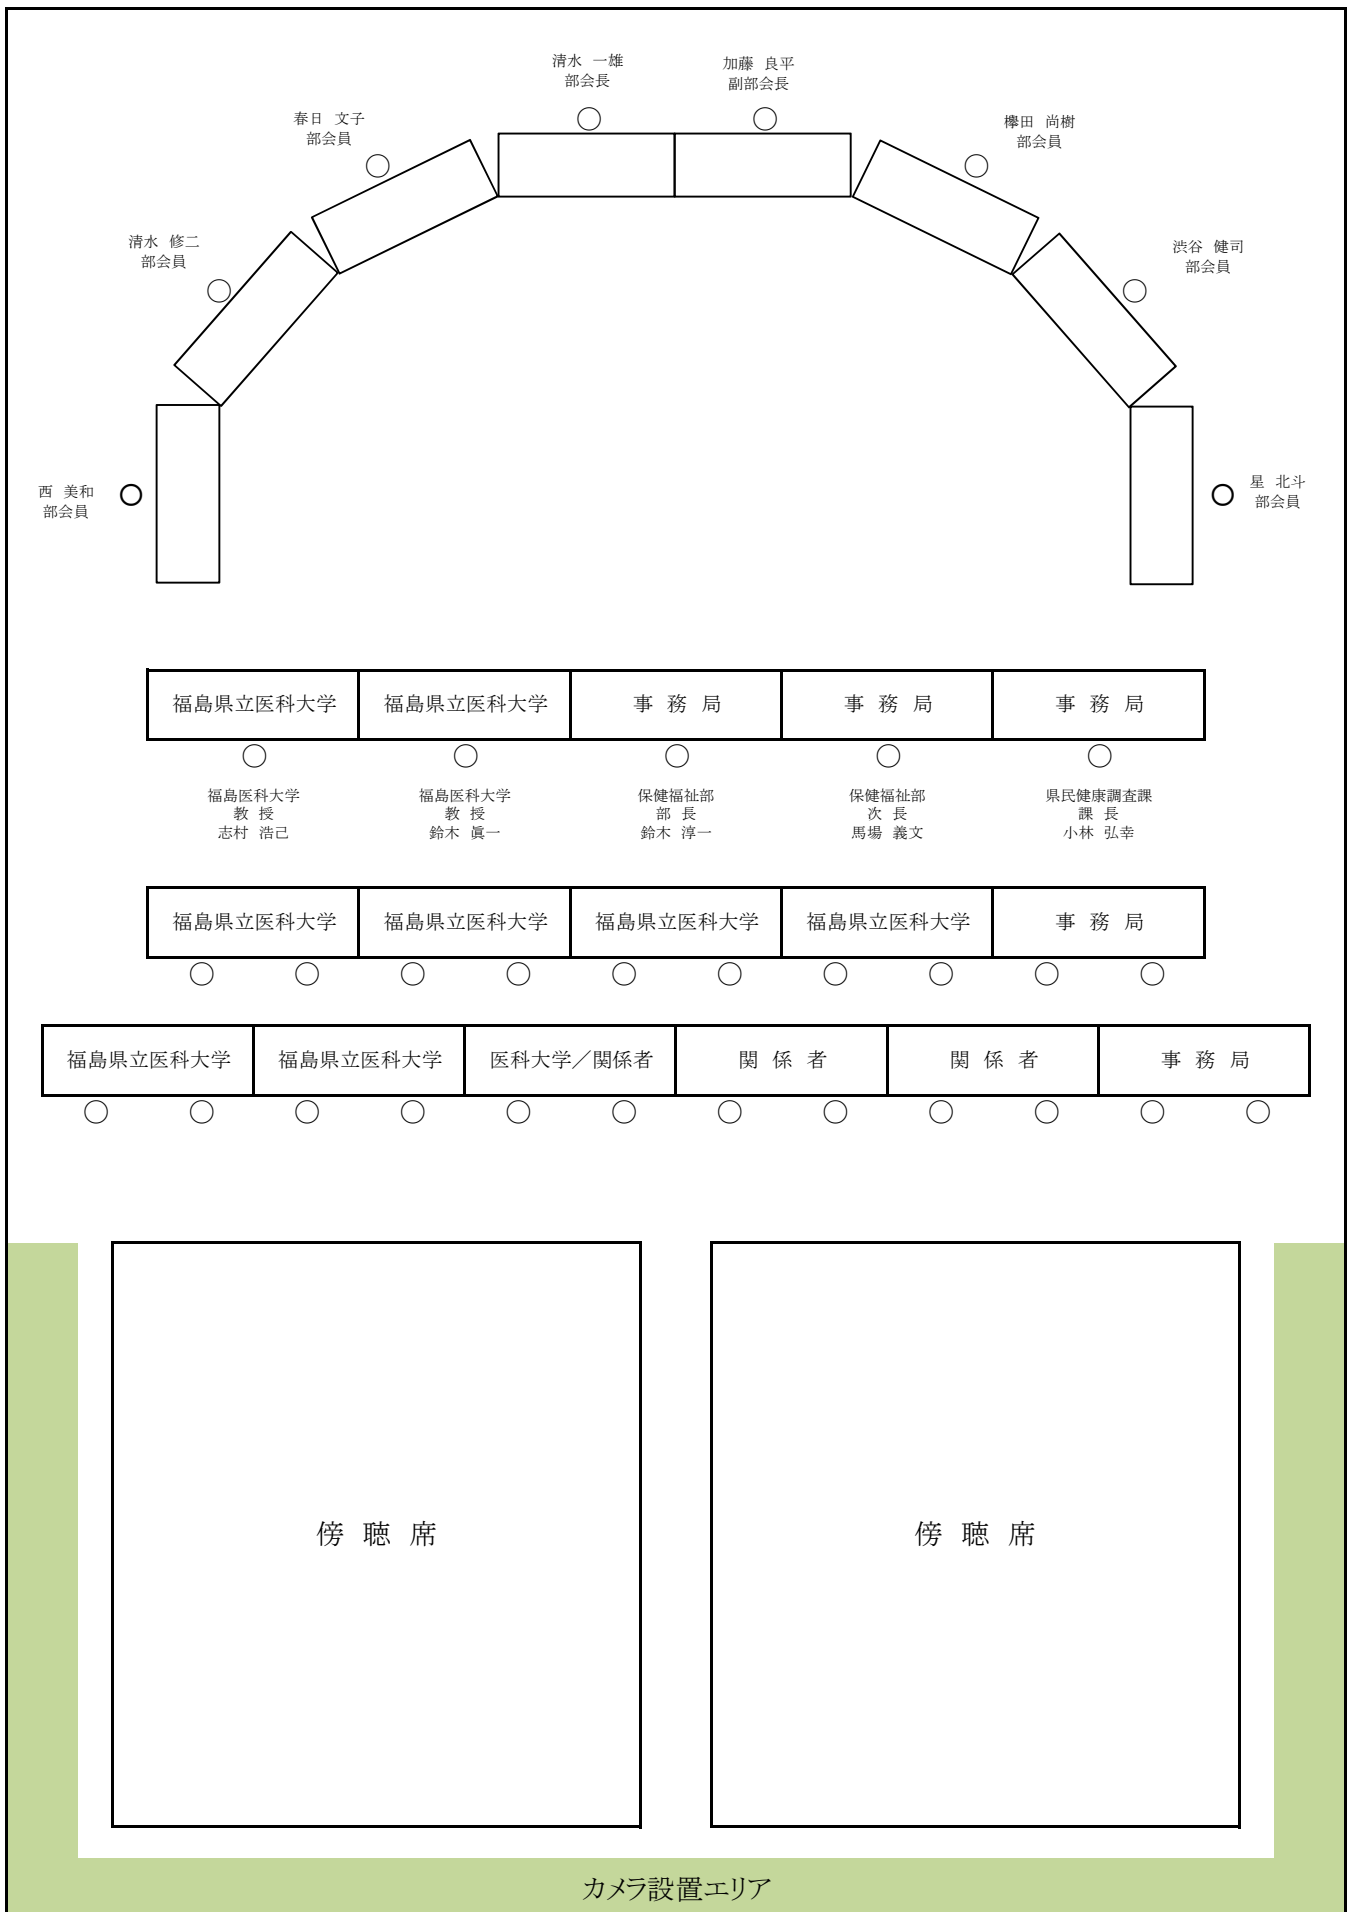 清水 一雄
部会長
加藤 良平
副部会長
春日 文子
部会員
欅田 尚樹
部会員
清水 修二
部会員
渋谷 健司
部会員
西 美和
部会員
星 北斗
部会員
福島県立医科大学 福島県立医科大学 事 務 局 事 務 局 事 務 局
福島医科大学
教 授
志村 浩己
福島医科大学
教 授
鈴木 眞一
保健福祉部
部 長
鈴木 淳一
保健福祉部
次 長
馬場 義文
県民健康調査課
課 長
小林 弘幸
福島県立医科大学 福島県立医科大学 福島県立医科大学 福島県立医科大学 事 務 局
福島県立医科大学 福島県立医科大学 医科大学／関係者 関 係 者 関 係 者 事 務 局
傍 聴 席 傍 聴 席
カメラ設置エリア